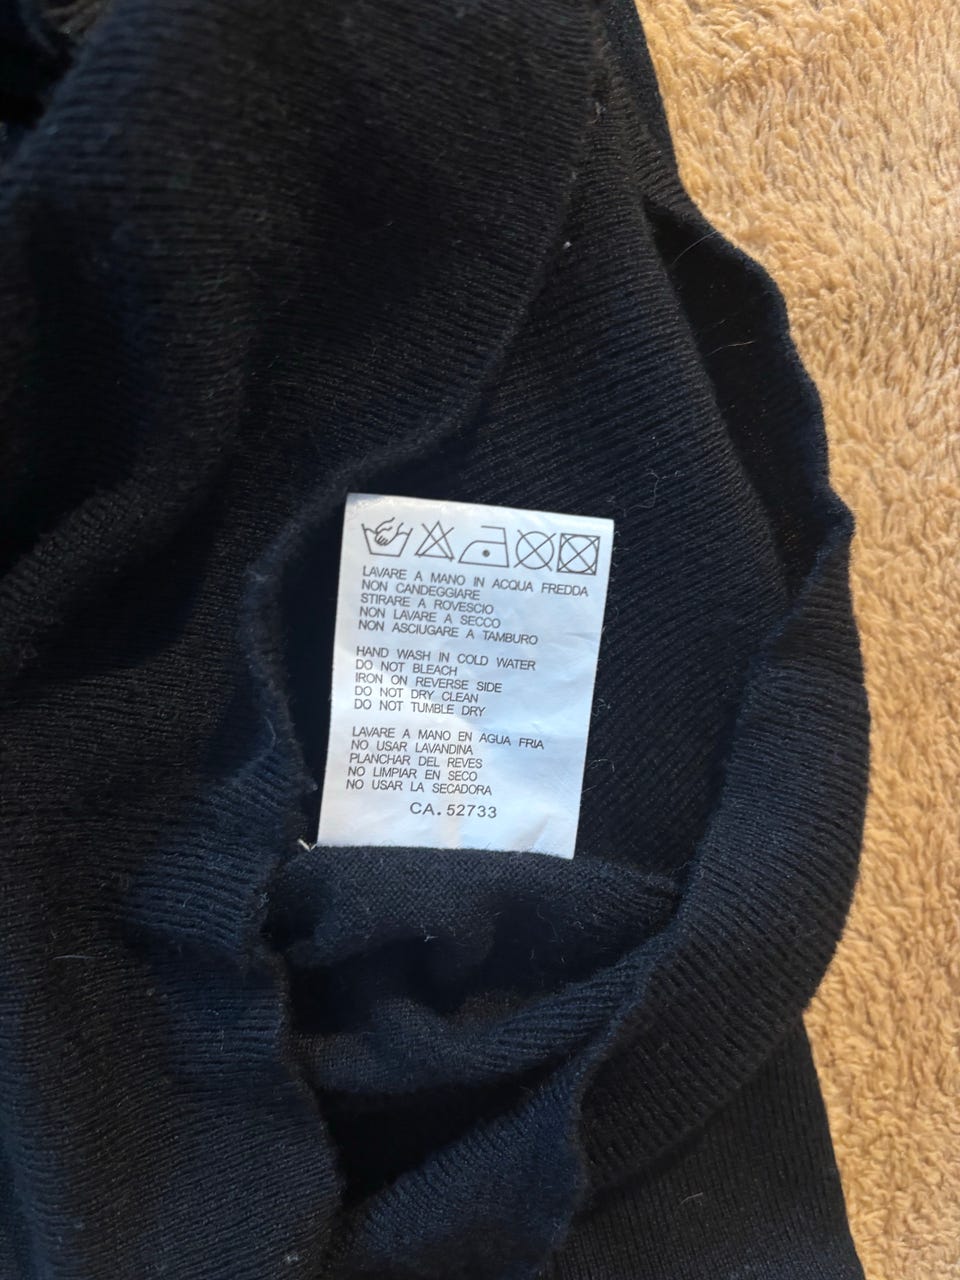 LAVARE A MANO IN ACQUA FREDDA
NON CANDEGGIARE
STIRARE A ROVESCIO
NON LAVARE A SECCO
NON ASCIUGARE A TAMBURO
HAND WASH IN COLD WATER
DO NOT BLEACH
IRON ON REVERSE SIDE
DO NOT DRY CLEAN
DO NOT TUMBLE DRY
LAVARE A MANO EN AGUA FRIA
NO USAR LAVANDINA
PLANCHAR DEL REVES
NO LIMPIAR EN SECO
NO USAR LA SECADORA
CA. 52733